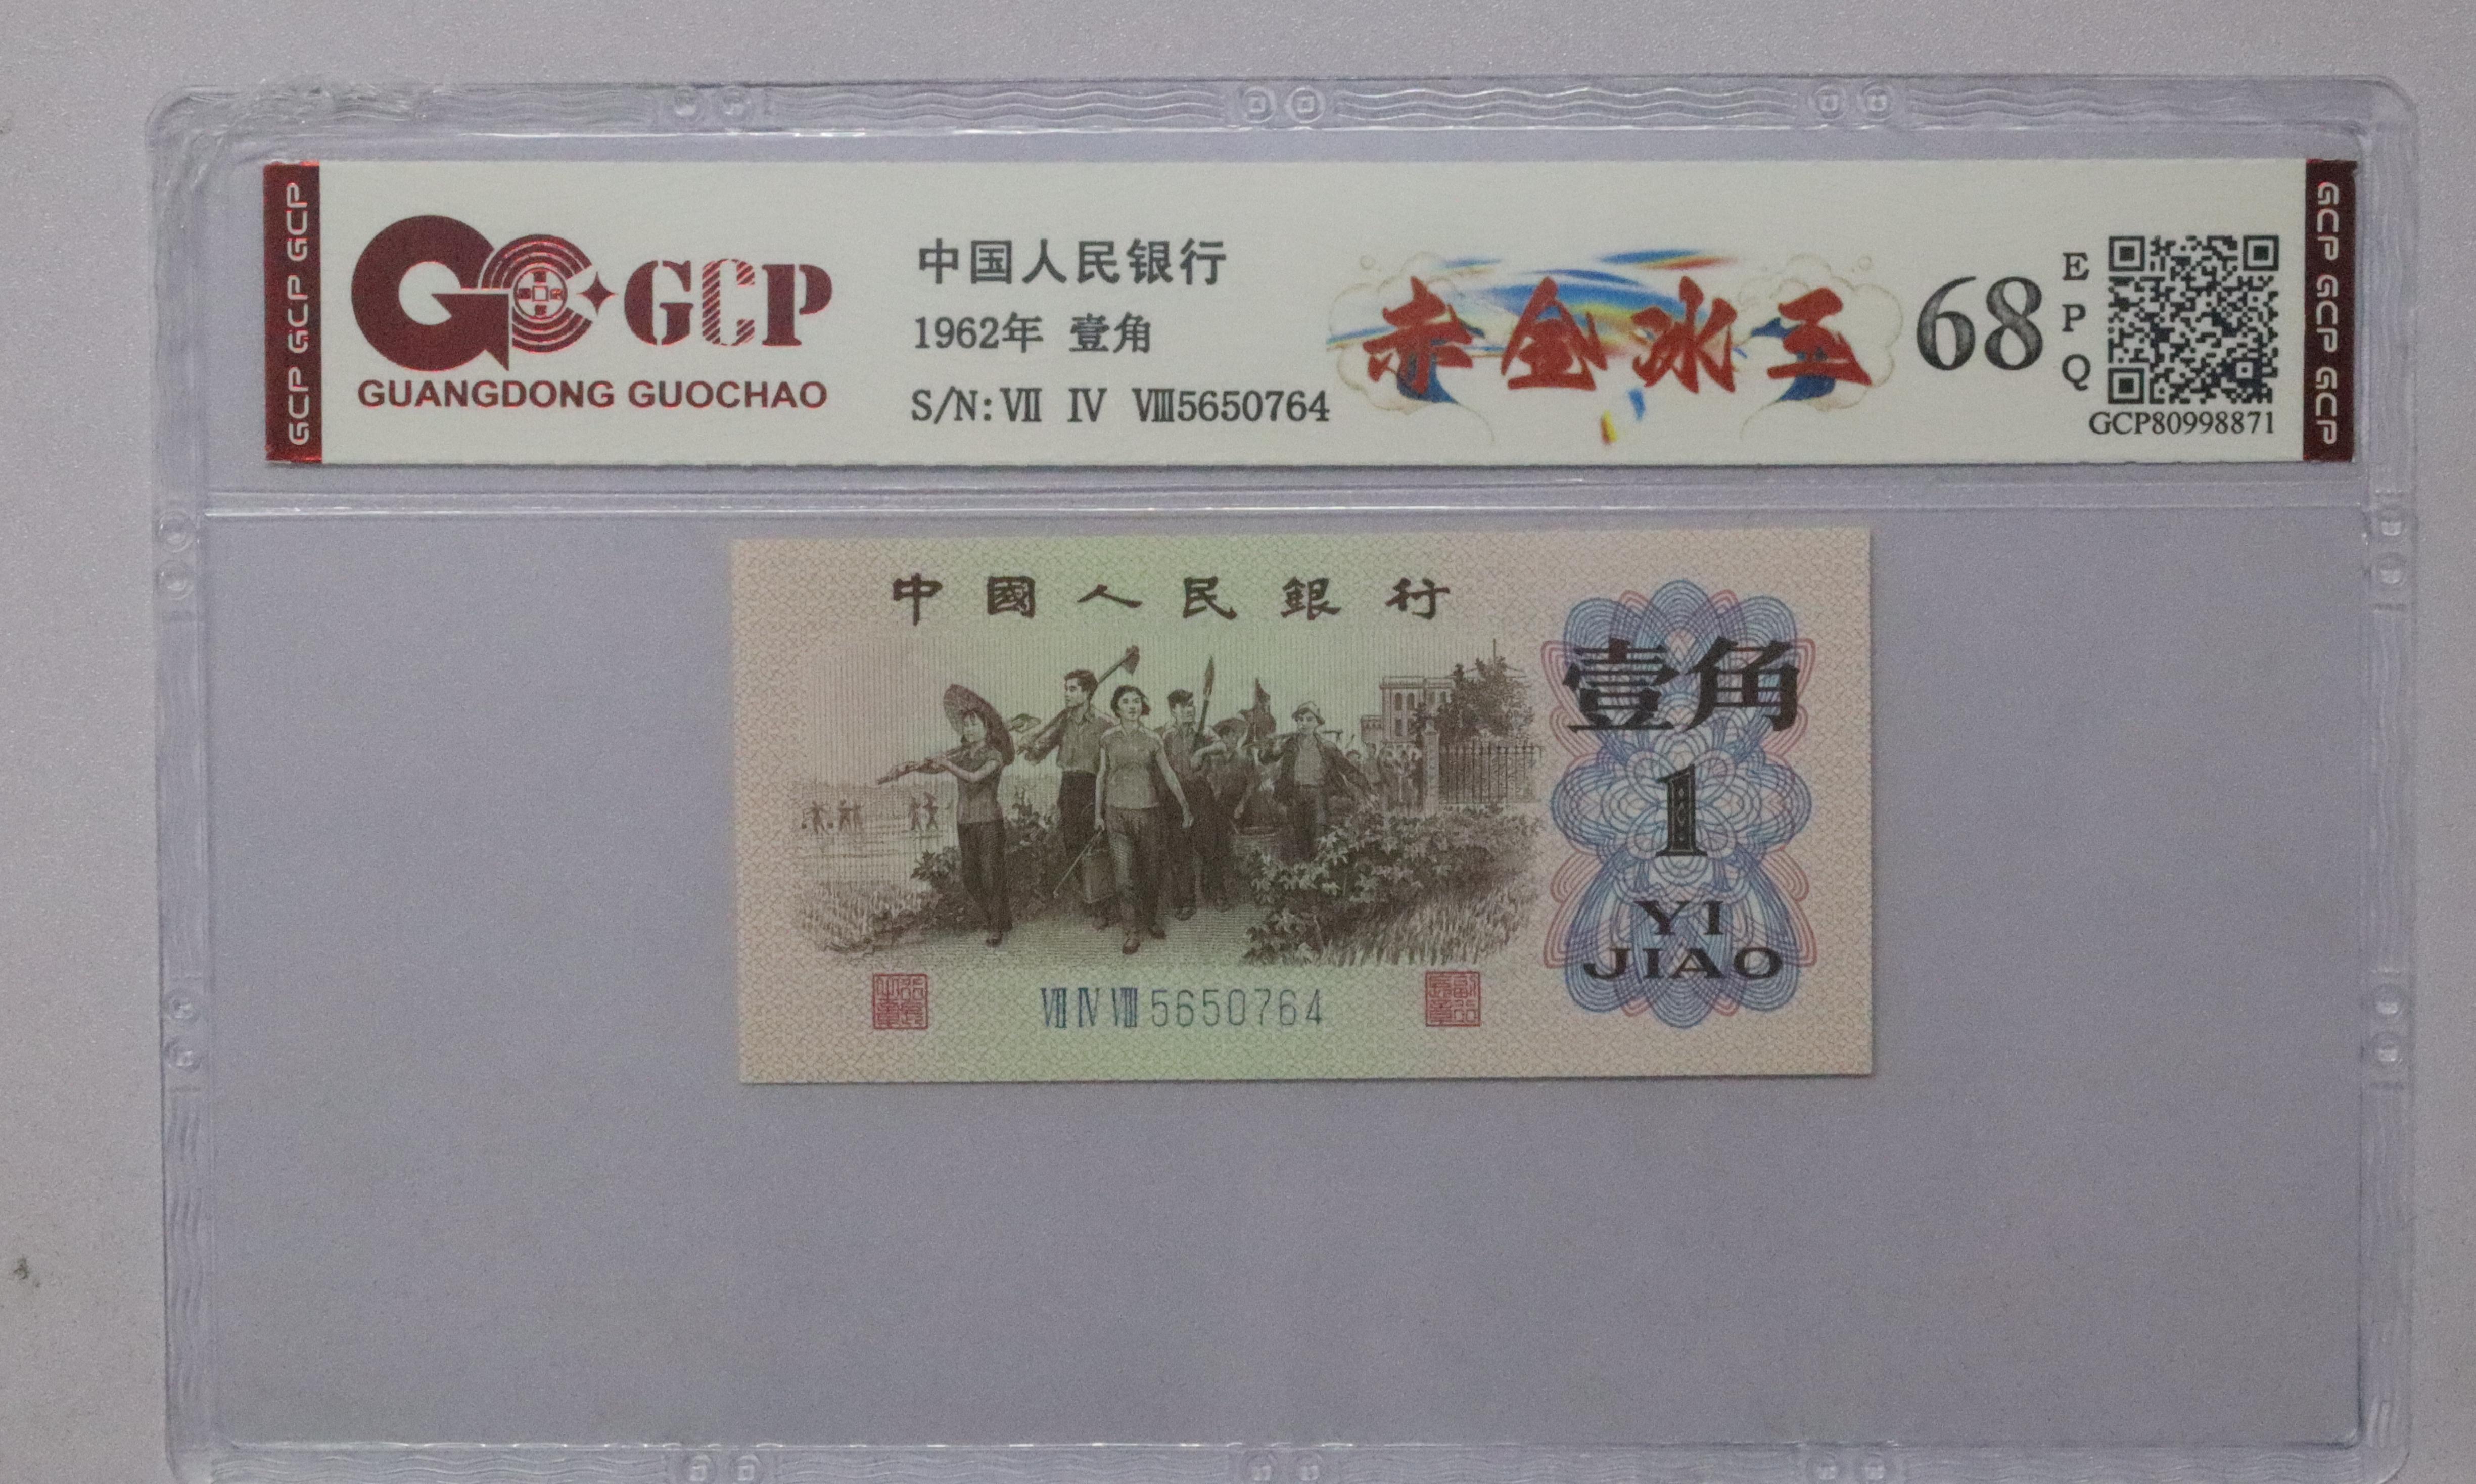 GCP GCP GCP
GCP
GUANGDONG GUOCHAO
中国人民银行
1962年 壹角
S/N: Ⅶ Ⅳ Ⅷ5650764
赤金冰王
68
E
P
Q
GCP80998871
GCP GCP GCP
中國人民銀行
壹角
1
YI
JIAO
Ⅶ Ⅳ Ⅷ 5650764